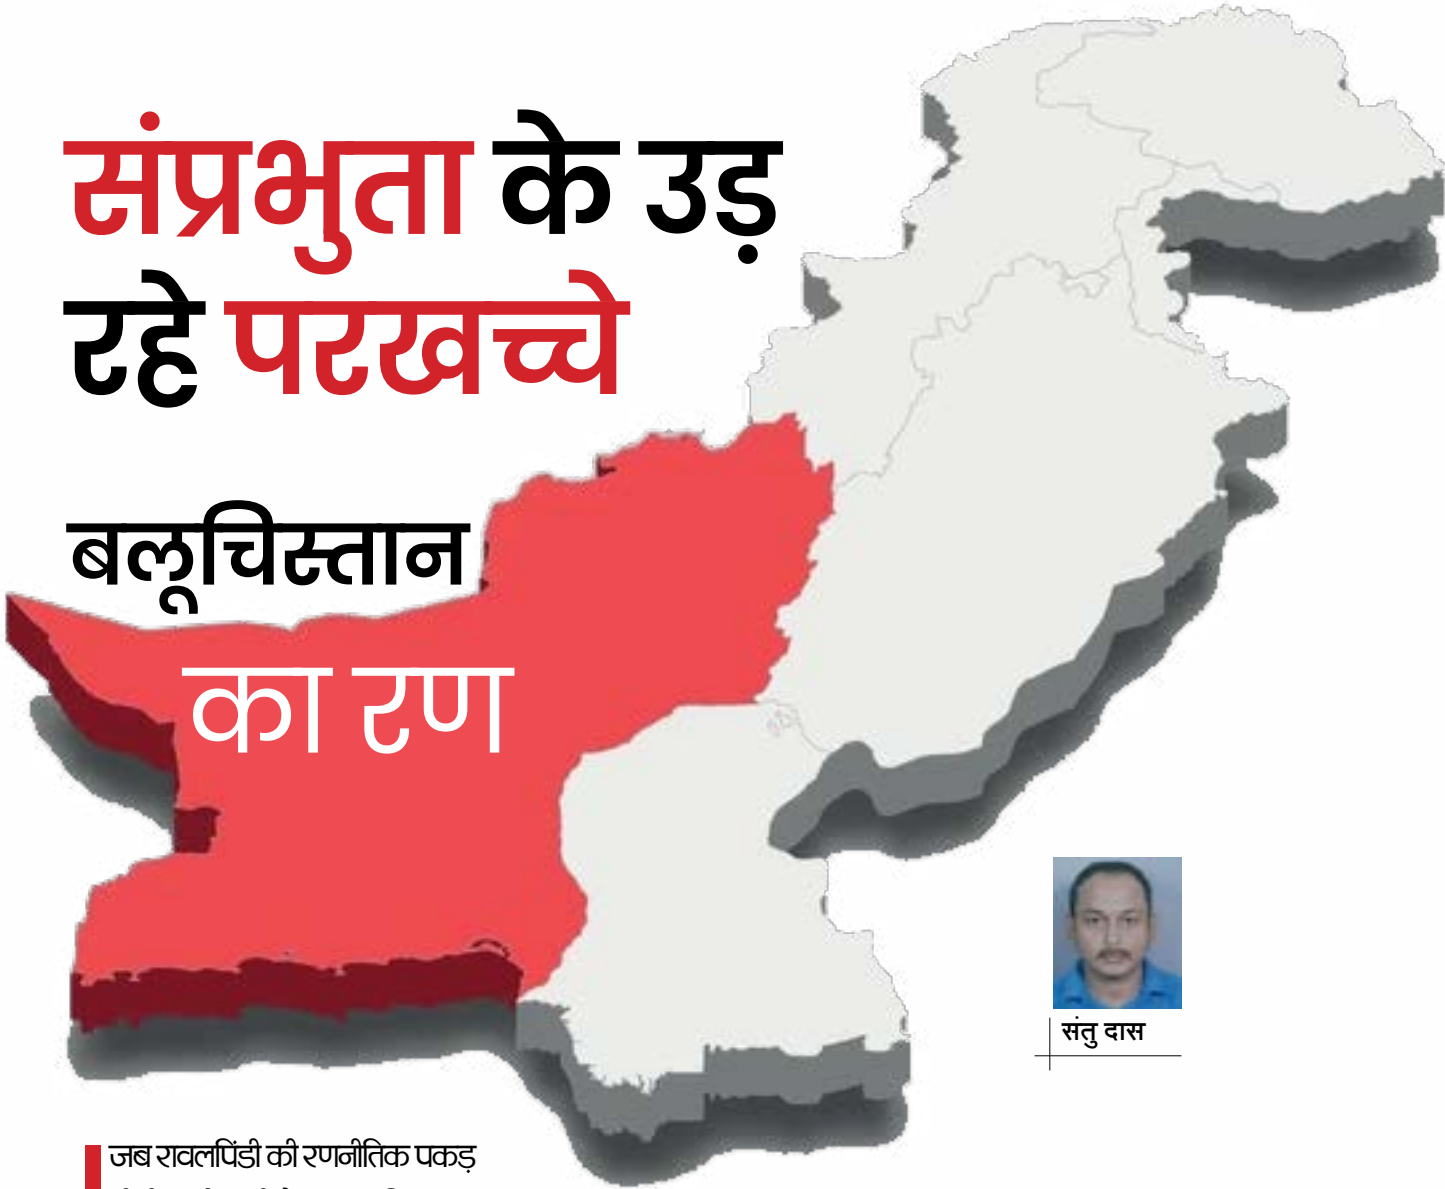 संप्रभुता के उड़
रहे परखच्चे
बलूचिस्तान
का रण
संतु दास
जब रावलपिंडी की रणनीतिक पकड़